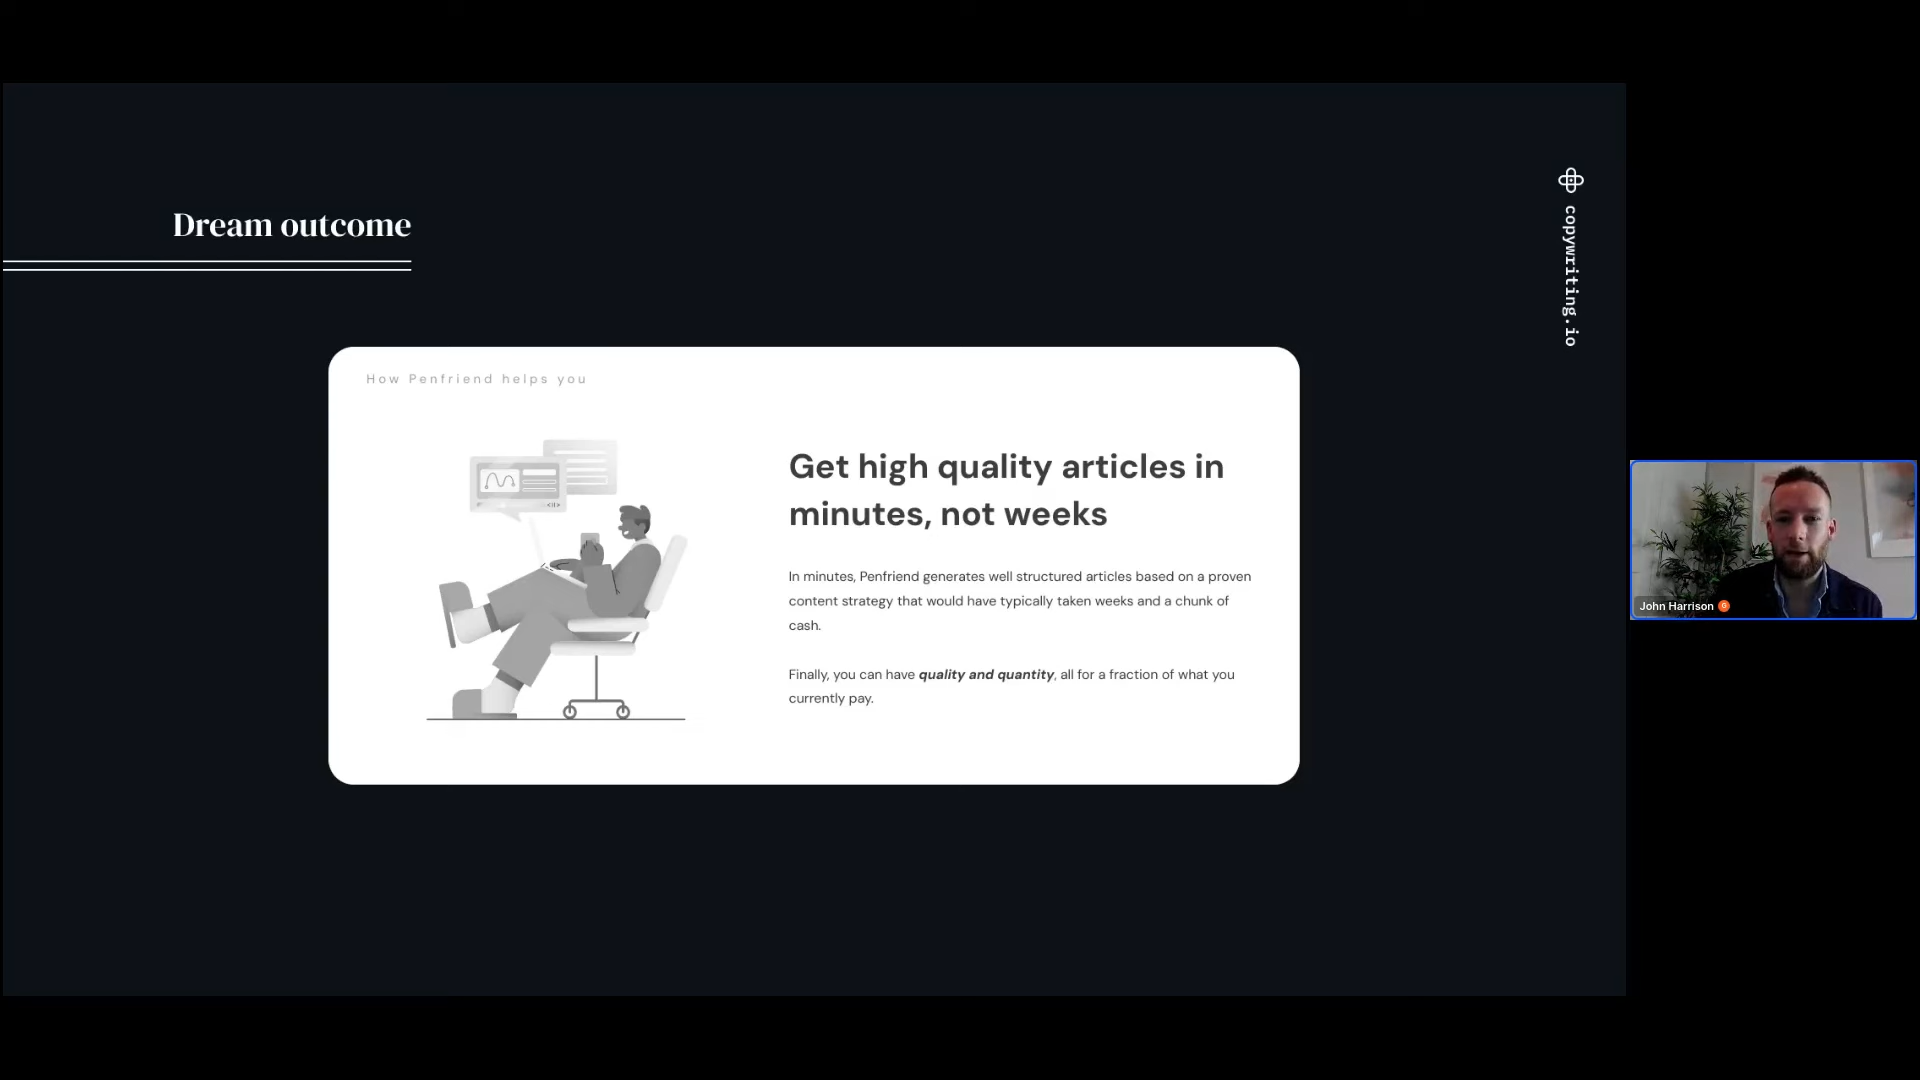 Dream outcome
copywriting.io
How Penfriend helps you
Get high quality articles in
minutes, not weeks
In minutes, Penfriend generates well structured articles based on a proven
content strategy that would have typically taken weeks and a chunk of
cash.
Finally, you can have quality and quantity, all for a fraction of what you
currently pay.
John Harrison